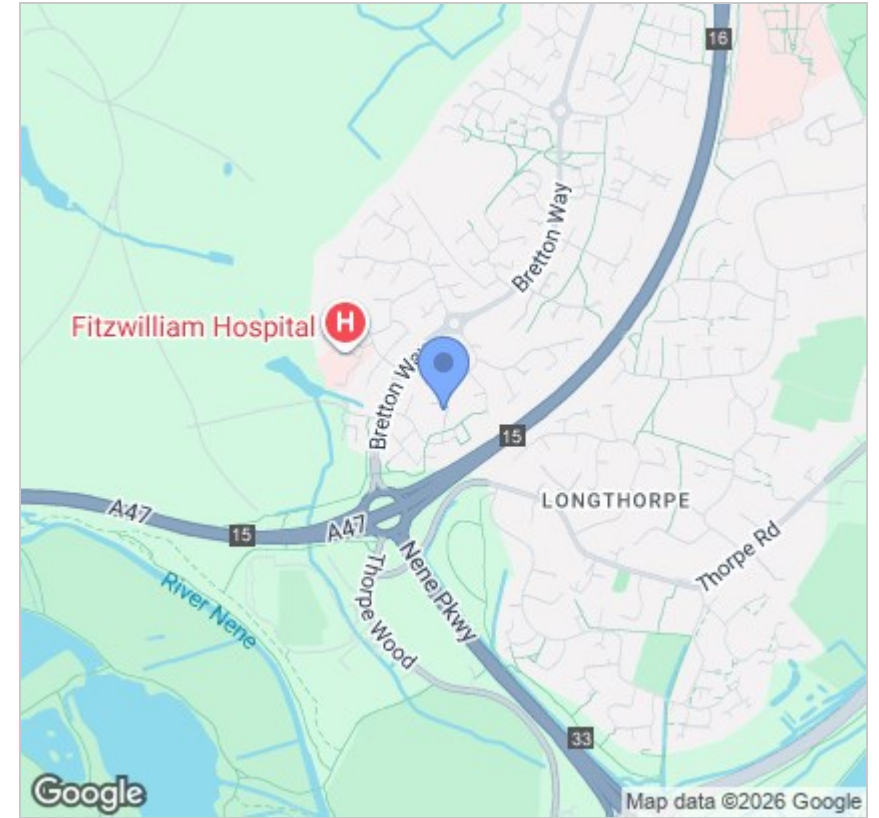 16
Bretton Way
Fitzwilliam Hospital
H
Bretton Way
15
LONGTHORPE
A47
15
A47
Thorpe Rd
River Nene
Thorpe Wood
Nene Pkwy
33
Google
Map data ©2026 Google